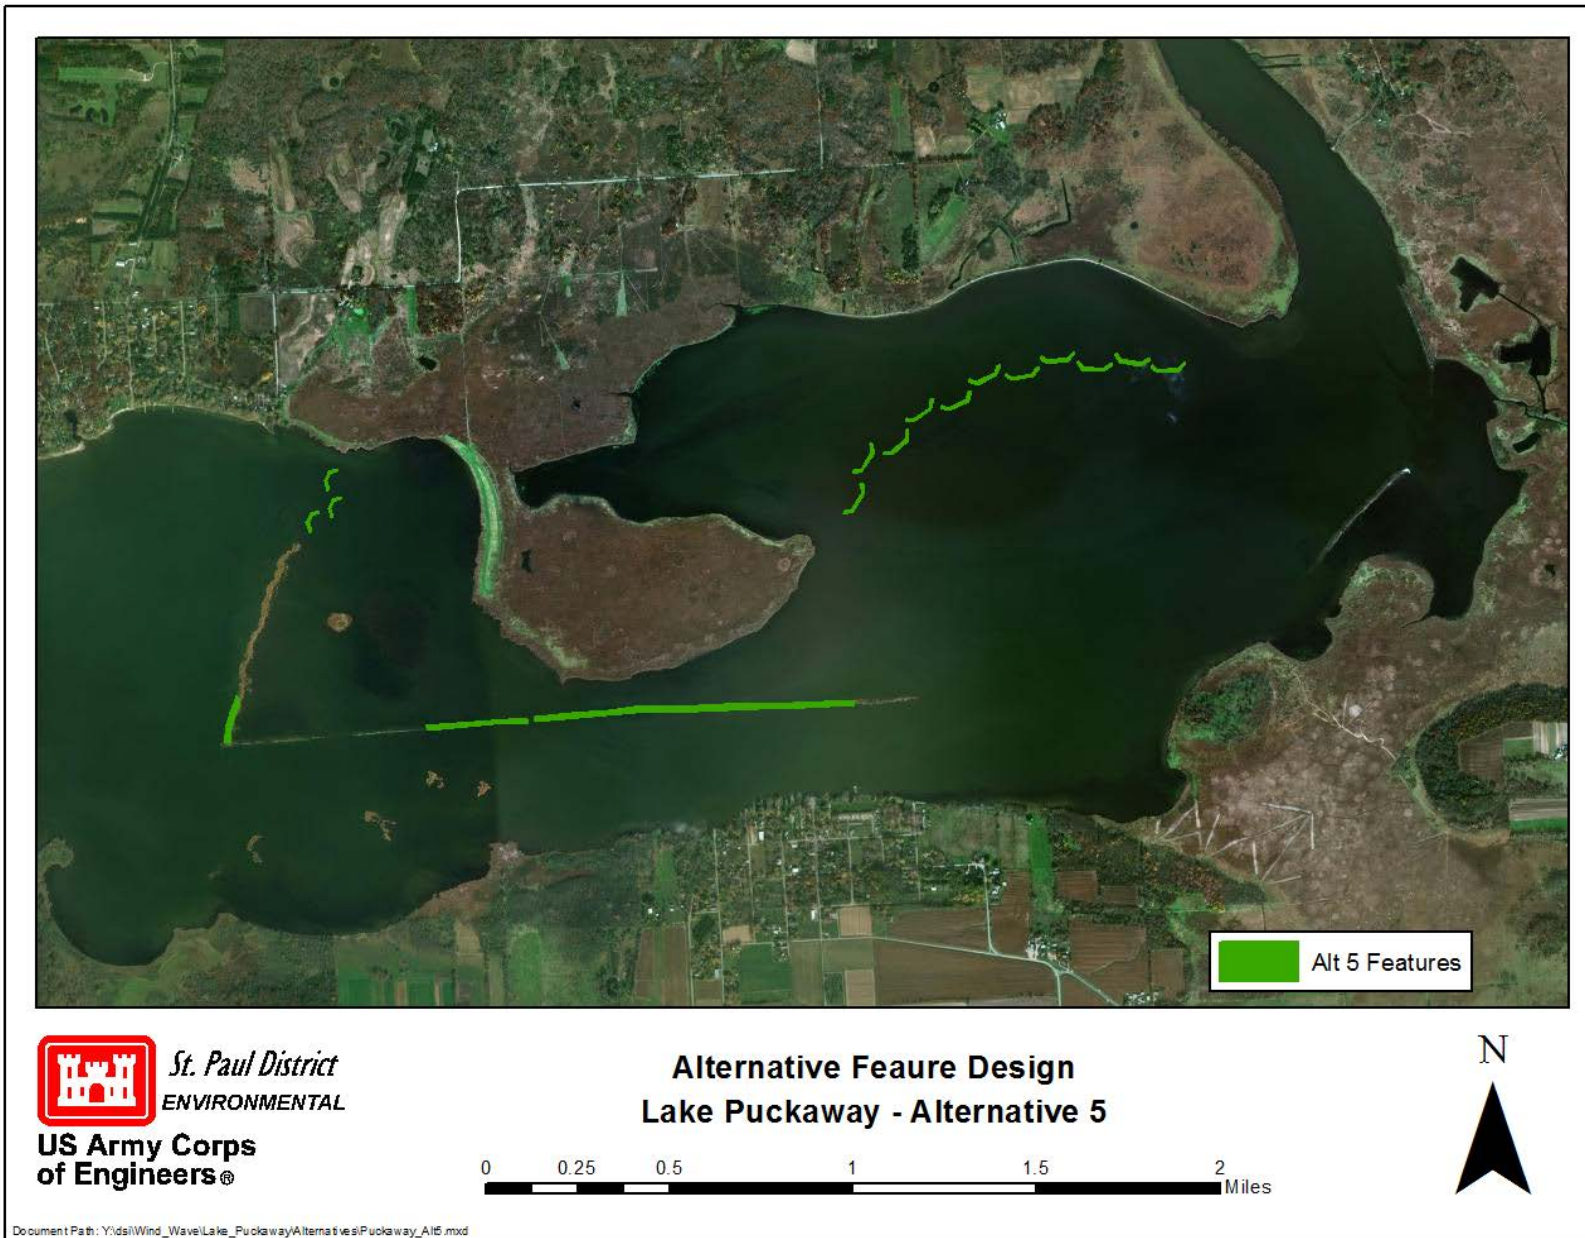 Alt 5 Features
St. Paul District
ENVIRONMENTAL
US Army Corps
of Engineers®
Alternative Feaure Design
Lake Puckaway - Alternative 5
0 0.25 0.5 1 1.5 2
Miles
N
Document Path: Y:\dsi\Wind_Wave\Lake_Puckaway\Alternatives\Puckaway_Alt5.mxd